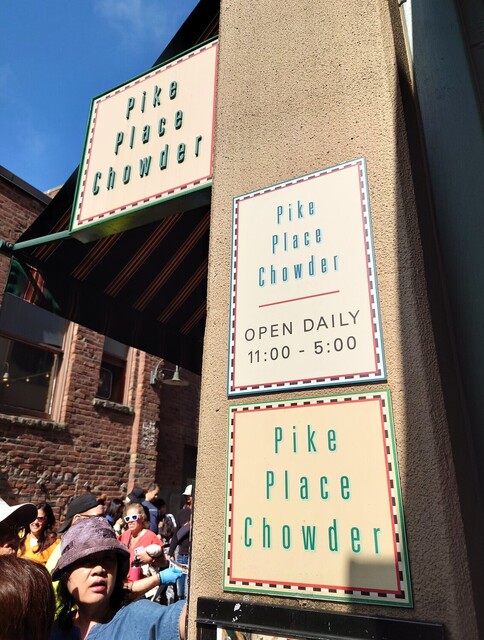 Pike
Place
Chowder
Pike
Place
Chowder
OPEN DAILY
11:00 - 5:00
Pike
Place
Chowder